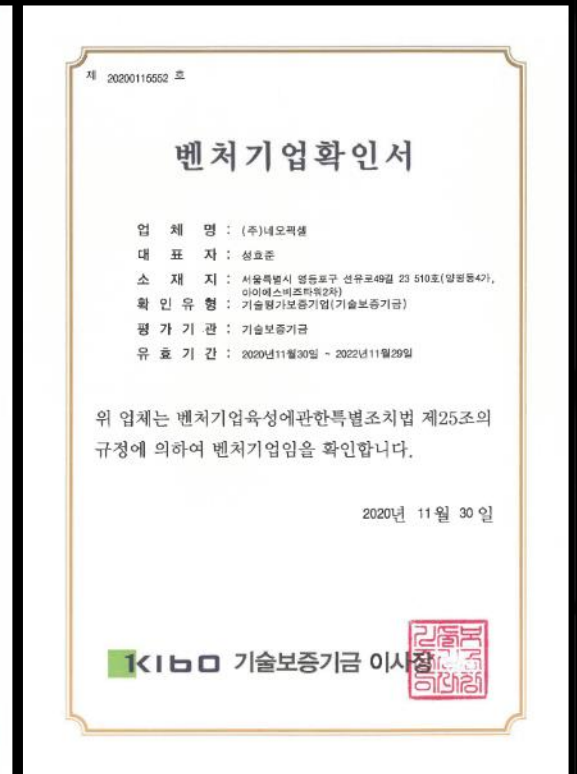 제 20200116552 호
벤처기업확인서
업 체 명 : (주)네오픽셀
대 표 자 : 성효준
소 재 지 : 서울특별시 영등포구 선유로49길 23 510호(양평동4가,
아이에스비즈타워2차)
확 인 유 형 : 기술평가보증기업(기술보증기금)
평 가 기 관 : 기술보증기금
유 효 기 간 : 2020년11월30일 ~ 2022년11월29일
위 업체는 벤처기업육성에관한특별조치법 제25조의
규정에 의하여 벤처기업임을 확인합니다.
2020년 11월 30일
KIBO 기술보증기금 이사장